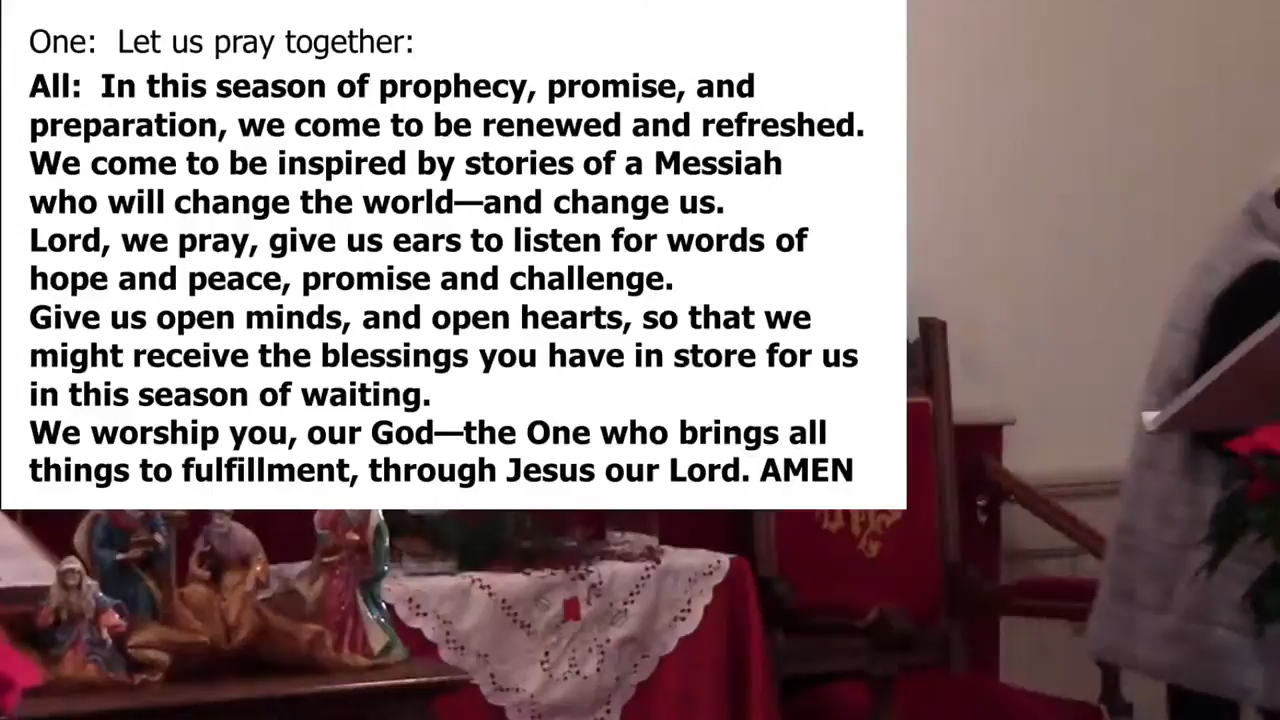 One: Let us pray together:
All: In this season of prophecy, promise, and
preparation, we come to be renewed and refreshed.
We come to be inspired by stories of a Messiah
who will change the world—and change us.
Lord, we pray, give us ears to listen for words of
hope and peace, promise and challenge.
Give us open minds, and open hearts, so that we
might receive the blessings you have in store for us
in this season of waiting.
We worship you, our God—the One who brings all
things to fulfillment, through Jesus our Lord. AMEN